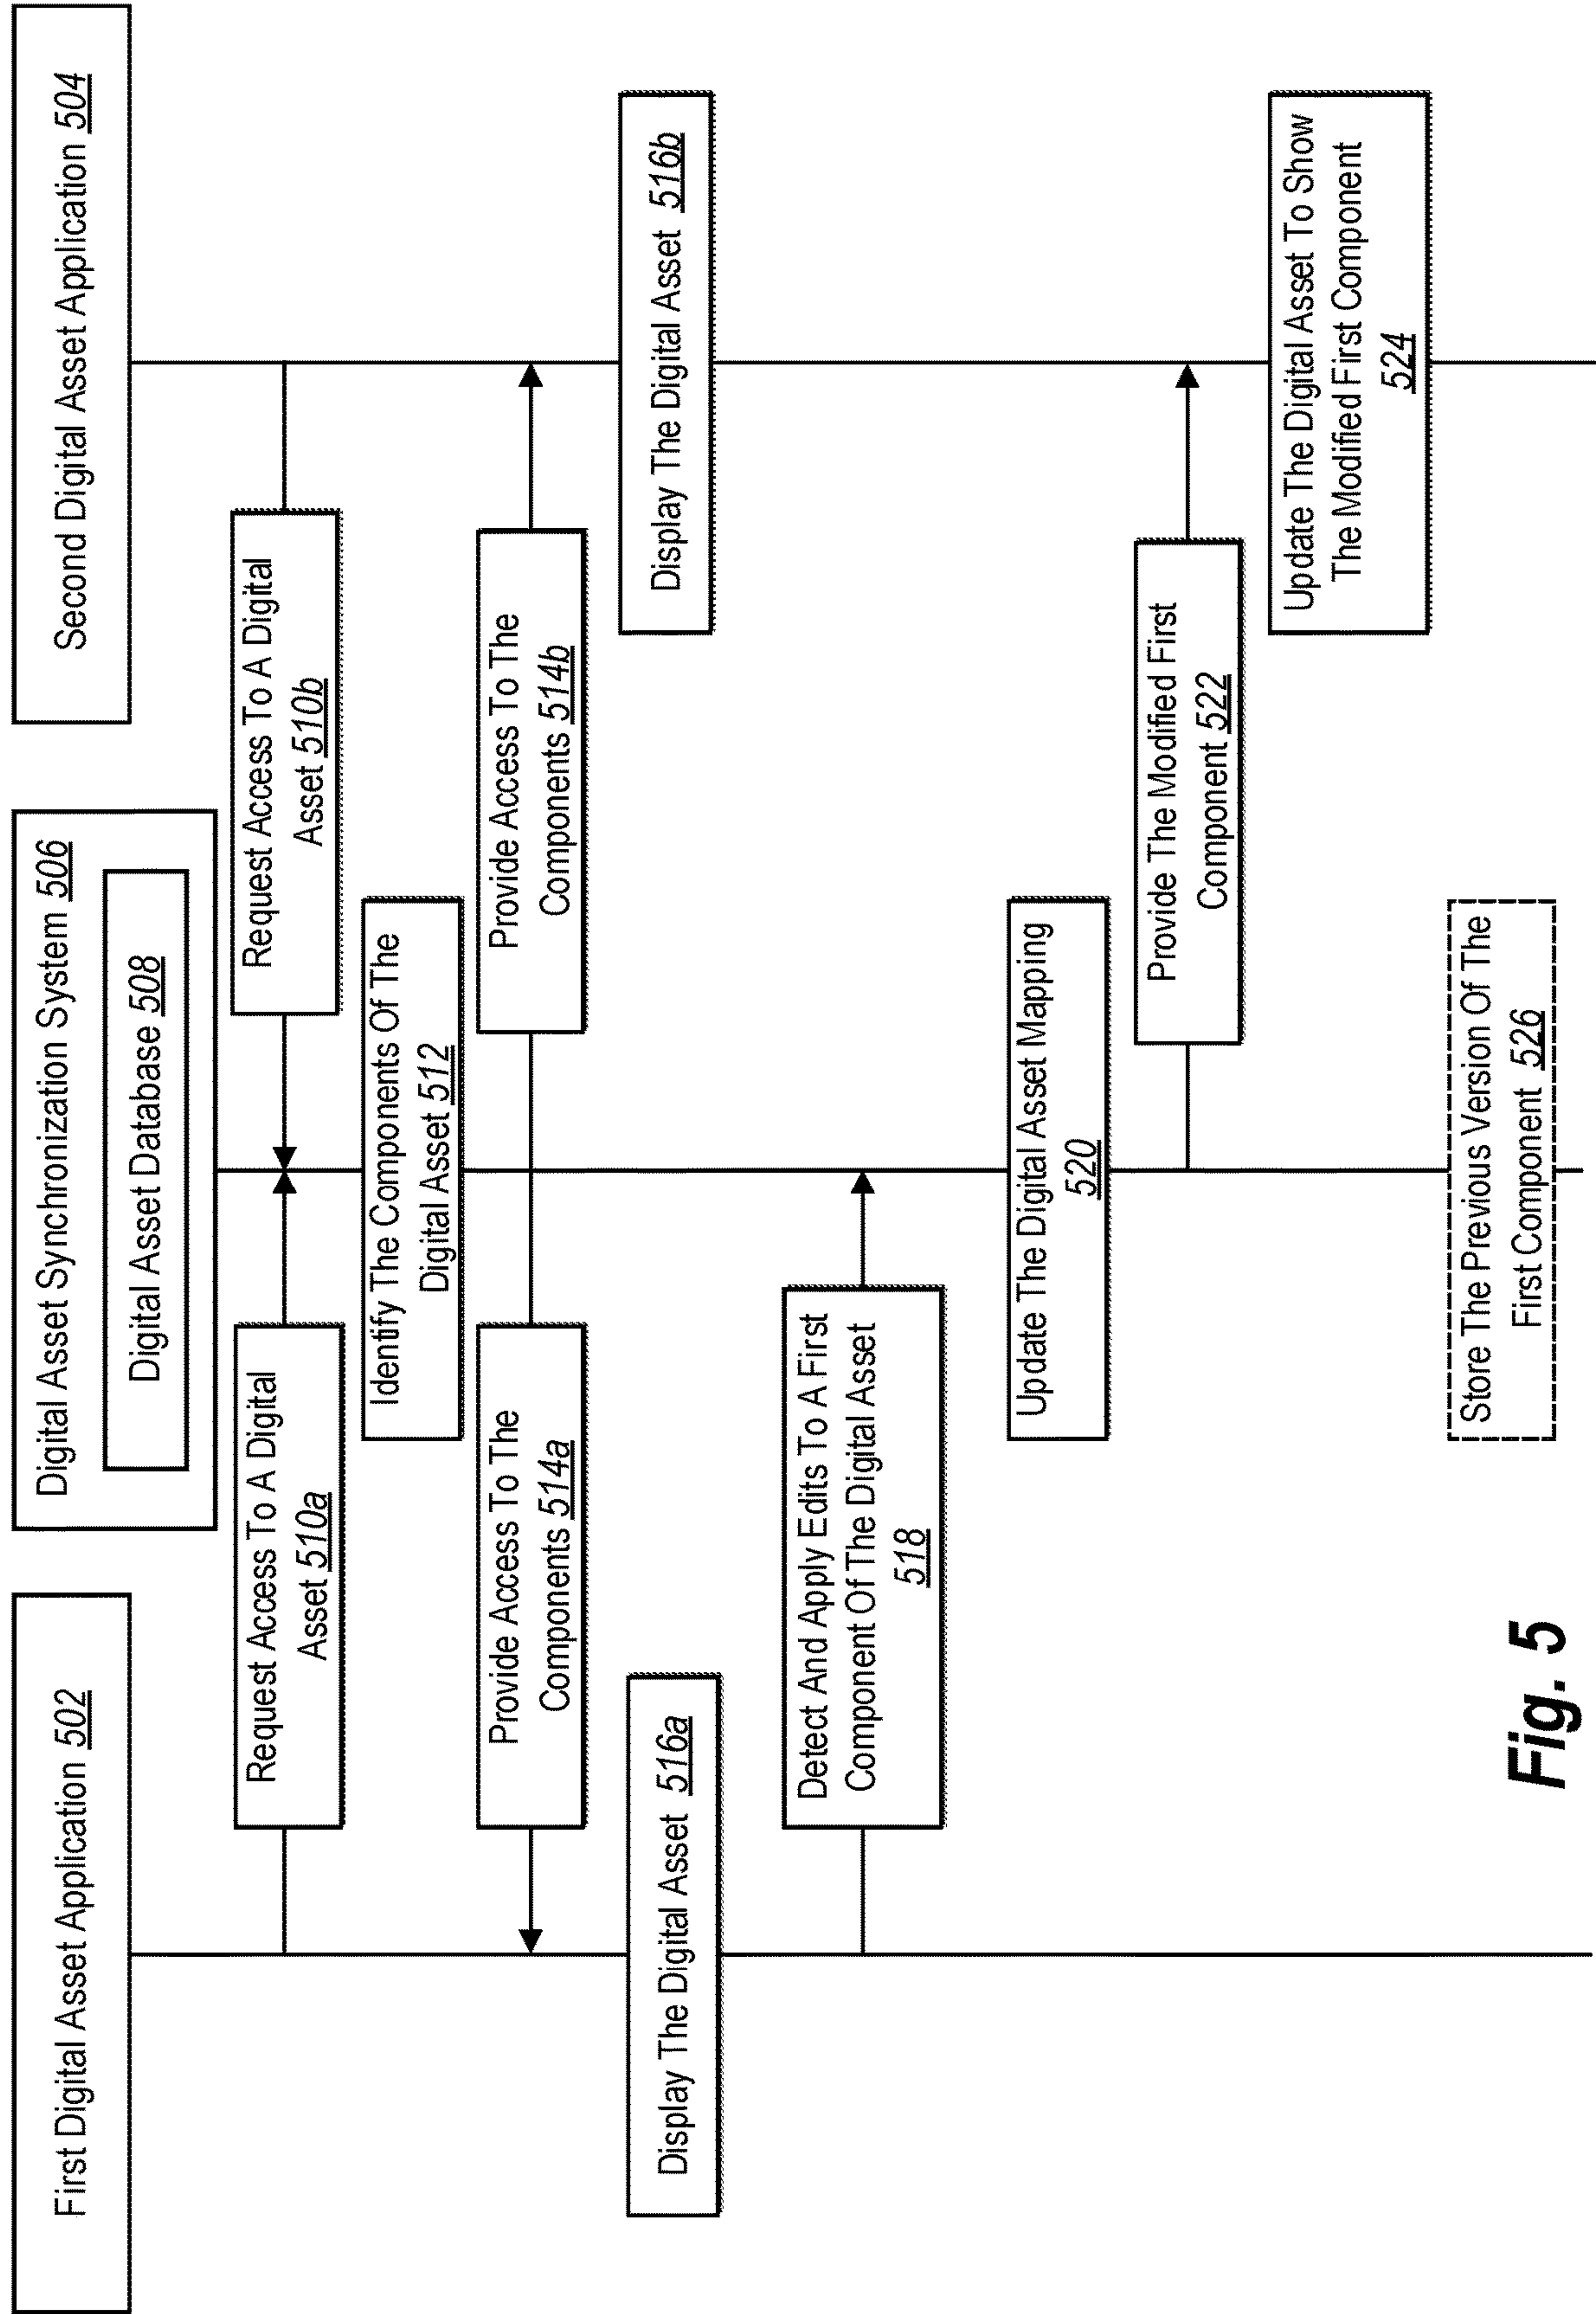 First Digital Asset Application 502
Digital Asset Synchronization System 506
Digital Asset Database 508
Second Digital Asset Application 504
Request Access To A Digital
Asset 510a
Request Access To A Digital
Asset 510b
Identify The Components Of The
Digital Asset 512
Provide Access To The
Components 514a
Provide Access To The
Components 514b
Display The Digital Asset 516a
Display The Digital Asset 516b
Detect And Apply Edits To A First
Component Of The Digital Asset
518
Update The Digital Asset Mapping
520
Provide The Modified First
Component 522
Update The Digital Asset To Show
The Modified First Component
524
Store The Previous Version Of The
First Component 526
Fig. 5